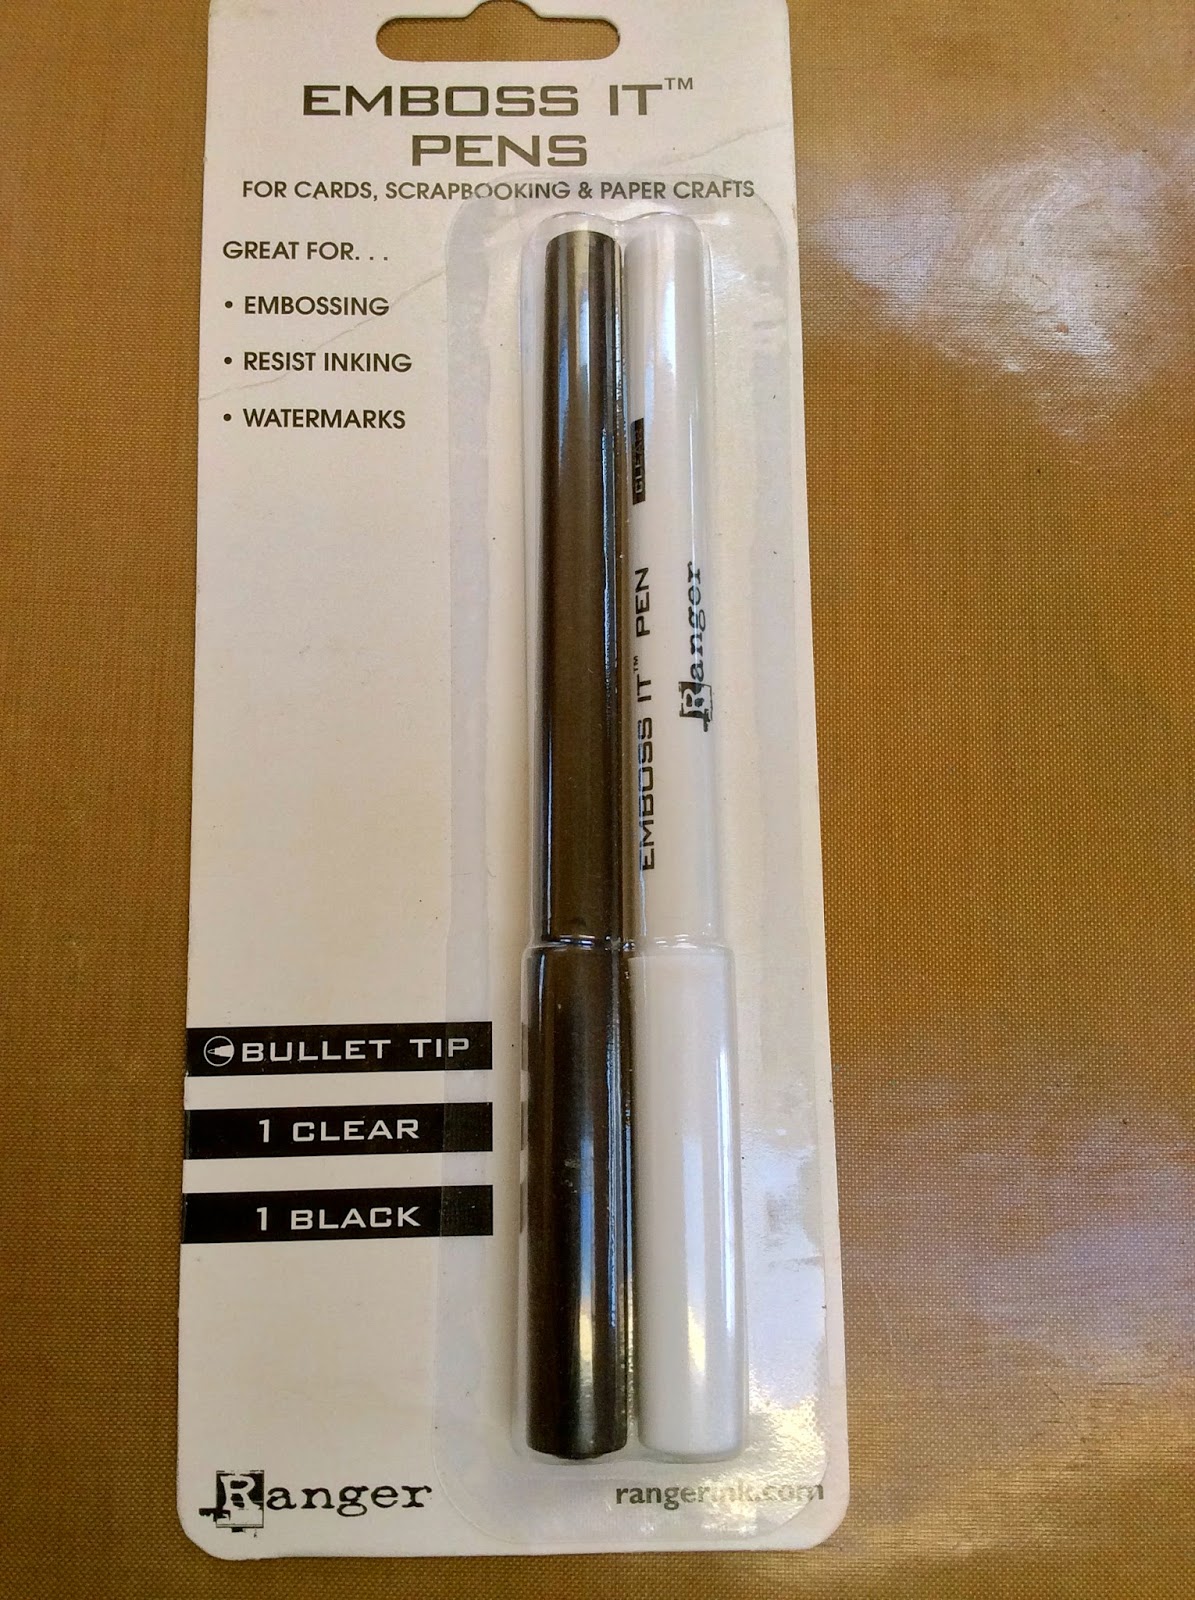 EMBOSS IT™
PENS
FOR CARDS, SCRAPBOOKING & PAPER CRAFTS
GREAT FOR. . .
• EMBOSSING
• RESIST INKING
• WATERMARKS
CLEAR
EMBOSS IT™ PEN
Ranger
BULLET TIP
1 CLEAR
1 BLACK
Ranger
rangerink.com